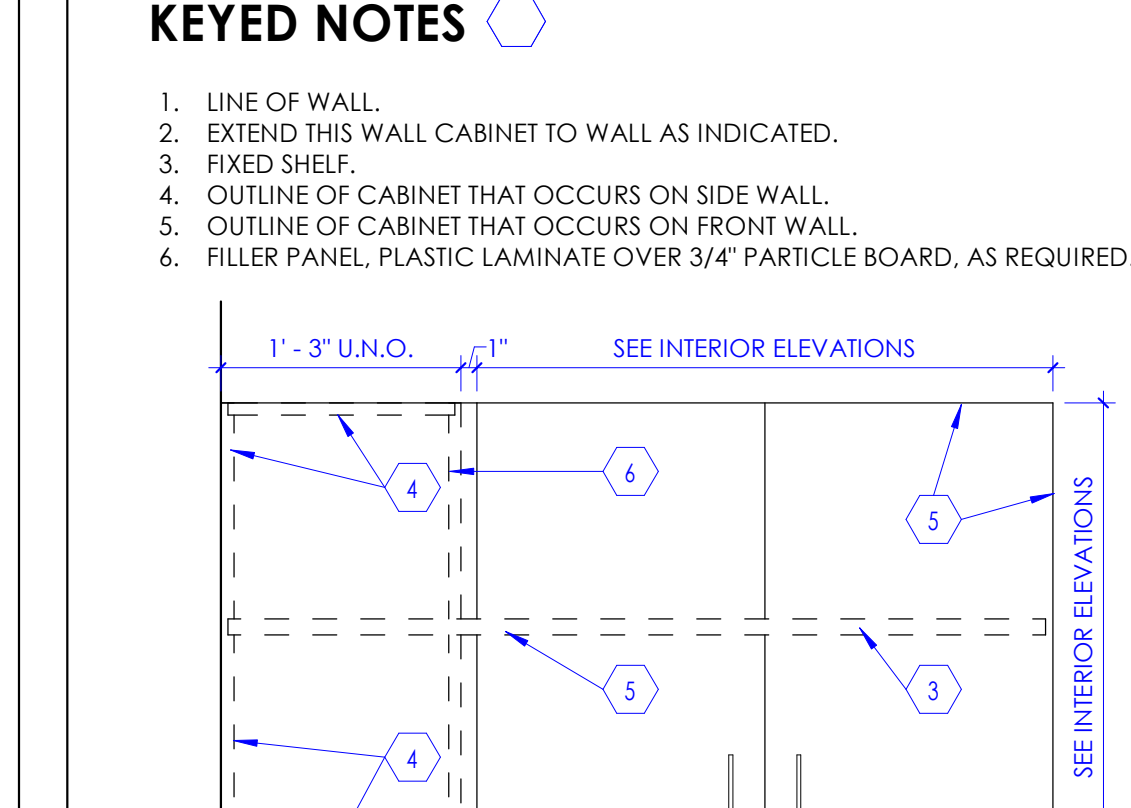 KEYED NOTES
1. LINE OF WALL.
2. EXTEND THIS WALL CABINET TO WALL AS INDICATED.
3. FIXED SHELF.
4. OUTLINE OF CABINET THAT OCCURS ON SIDE WALL.
5. OUTLINE OF CABINET THAT OCCURS ON FRONT WALL.
6. FILLER PANEL, PLASTIC LAMINATE OVER 3/4" PARTICLE BOARD, AS REQUIRED.
1' - 3" U.N.O. 1" SEE INTERIOR ELEVATIONS
4
6
5
SEE INTERIOR ELEVATIONS
5
3
4